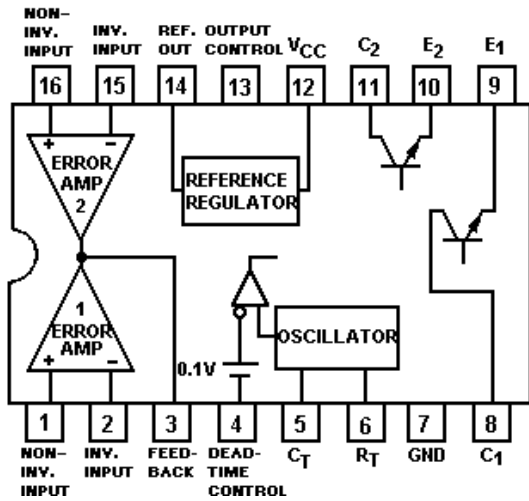 NON-
INV.
INPUT
INV.
INPUT
REF.
OUT
OUTPUT
CONTROL
VCC
C2
E2
E1
16
15
14
13
12
11
10
9
+
−
ERROR
AMP
2
REFERENCE
REGULATOR
1
ERROR
AMP
+
−
0.1V
OSCILLATOR
1
2
3
4
5
6
7
8
NON-
INV.
INPUT
INV.
INPUT
FEED-
BACK
DEAD-
TIME
CONTROL
CT
RT
GND
C1